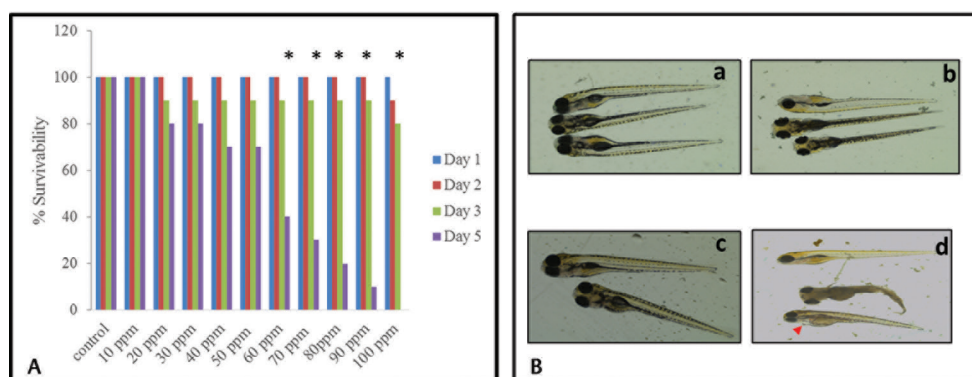 120
100
80
60
40
20
0
% Survivability
* * * * *
Day 1
Day 2
Day 3
Day 5
control
10 ppm
20 ppm
30 ppm
40 ppm
50 ppm
60 ppm
70 ppm
80ppm
90 ppm
100 ppm
A
a
b
c
d
B